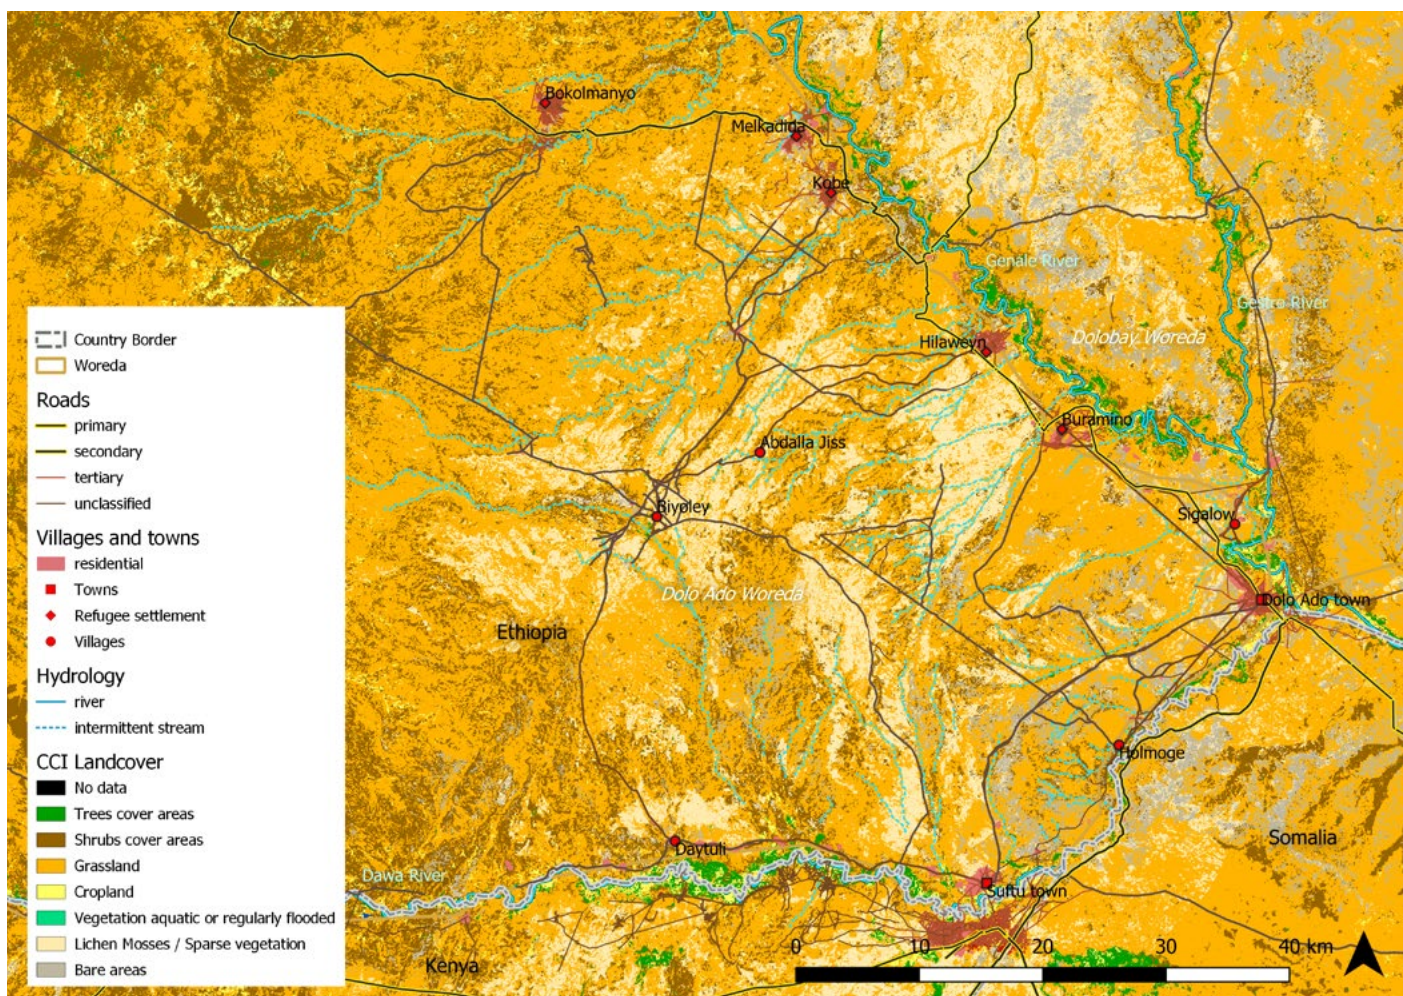 Bokolmanyo
Melkadida
Kobe
Genale River
Gestro River
Dolobay Woreda
Hilaweyn
Buramino
Abdalla Jiss
Biyoley
Sigalow
Dolo Ado Woreda
Dolo Ado town
Ethiopia
Holmoge
Somalia
Daytuli
Dawa River
Suftu town
Kenya
0 10 20 30 40 km
Country Border
Woreda
Roads
primary
secondary
tertiary
unclassified
Villages and towns
residential
Towns
Refugee settlement
Villages
Hydrology
river
intermittent stream
CCI Landcover
No data
Trees cover areas
Shrubs cover areas
Grassland
Cropland
Vegetation aquatic or regularly flooded
Lichen Mosses / Sparse vegetation
Bare areas